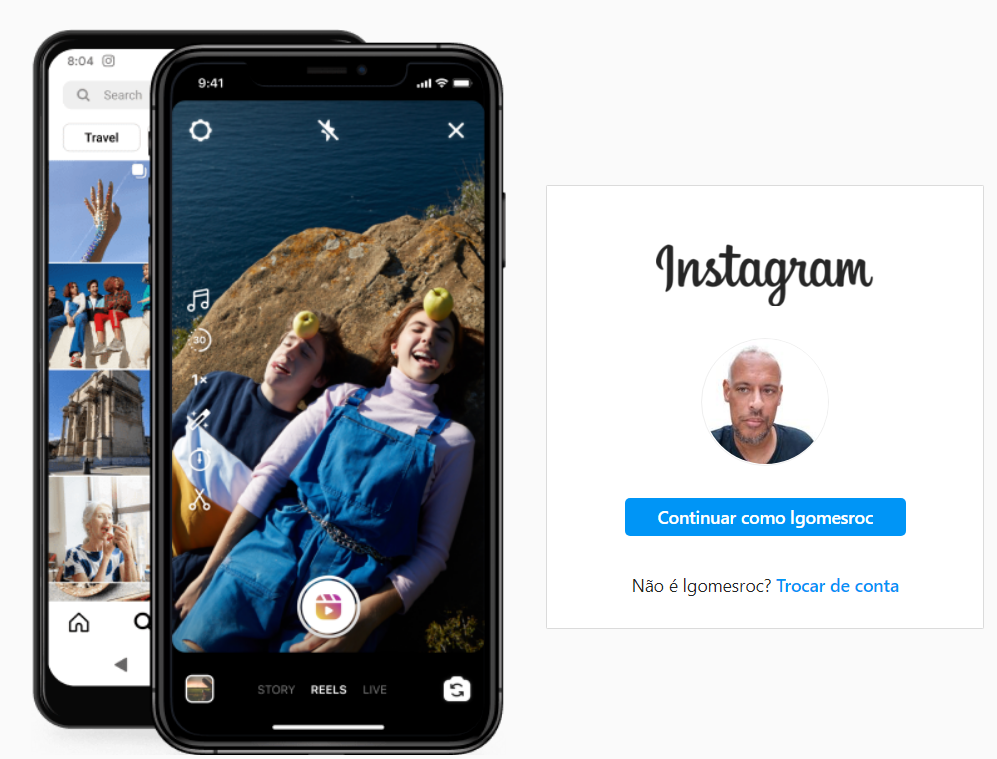 8:04
Search
Travel
9:41
30
1×
STORY REELS LIVE
Instagram
Continuar como lgomesroc
Não é lgomesroc? Trocar de conta